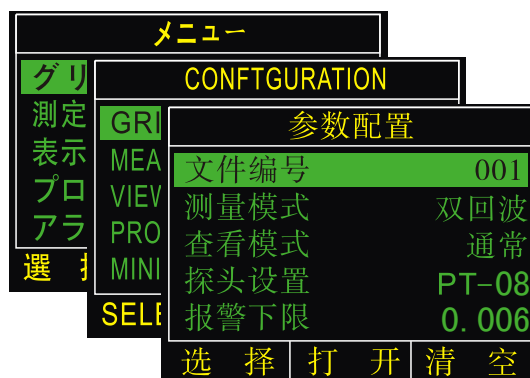 メニュー
グリ
測定
表示
プロ
アラ
選
CONFTGURATION
GRI
MEA
VIEW
PRO
MINI
SELE
参数配置
文件编号 001
测量模式 双回波
查看模式 通常
探头设置 PT-08
报警下限 0.006
选 择 打 开 清 空